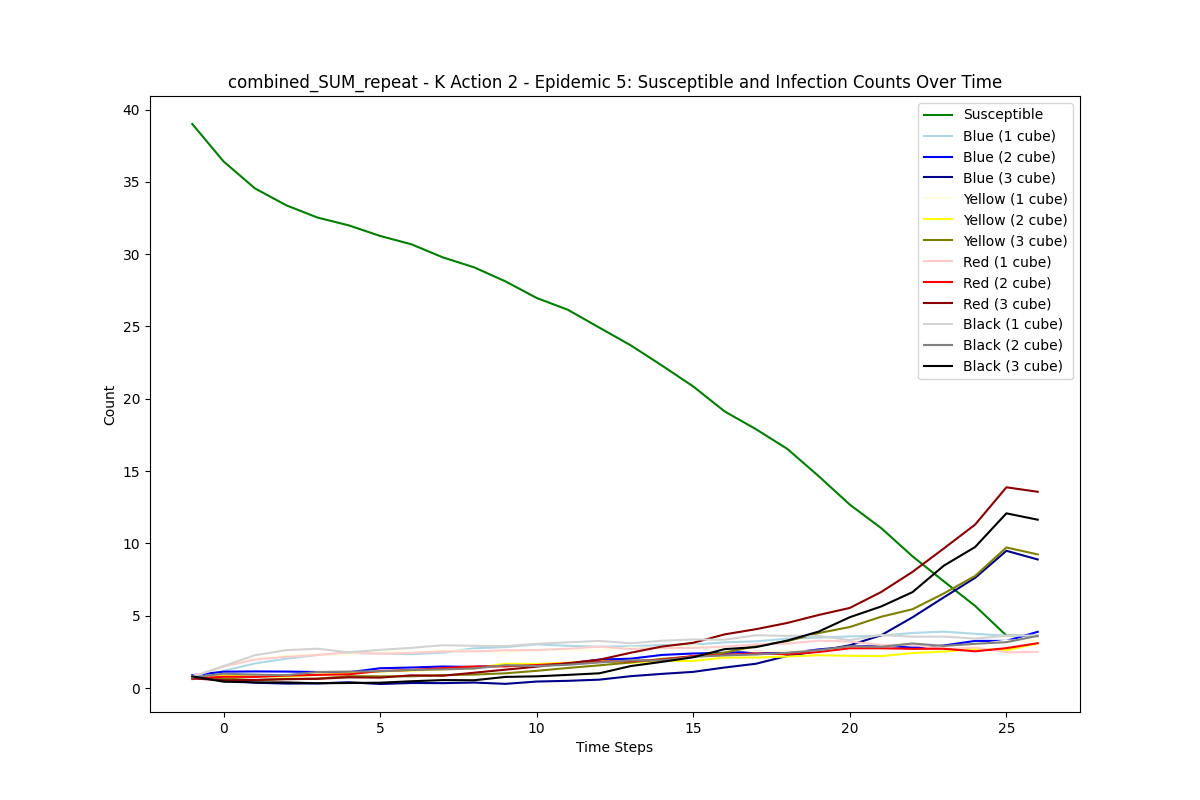 combined_SUM_repeat - K Action 2 - Epidemic 5: Susceptible and Infection Counts Over Time
Count
40
35
30
25
20
15
10
5
0
Susceptible
Blue (1 cube)
Blue (2 cube)
Blue (3 cube)
Yellow (1 cube)
Yellow (2 cube)
Yellow (3 cube)
Red (1 cube)
Red (2 cube)
Red (3 cube)
Black (1 cube)
Black (2 cube)
Black (3 cube)
0 5 10 15 20 25
Time Steps